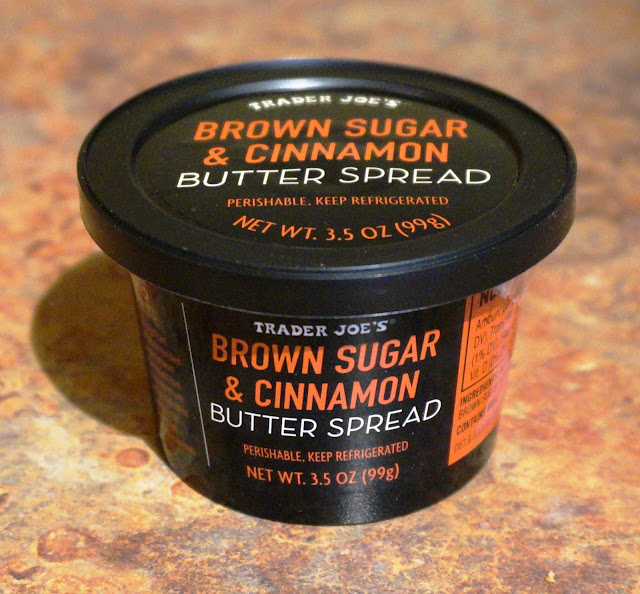 TRADER JOE'S
BROWN SUGAR
& CINNAMON
BUTTER SPREAD
PERISHABLE, KEEP REFRIGERATED
NET WT. 3.5 OZ (99g)
TRADER JOE'S®
BROWN SUGAR
& CINNAMON
BUTTER SPREAD
PERISHABLE, KEEP REFRIGERATED
NET WT. 3.5 OZ (99g)